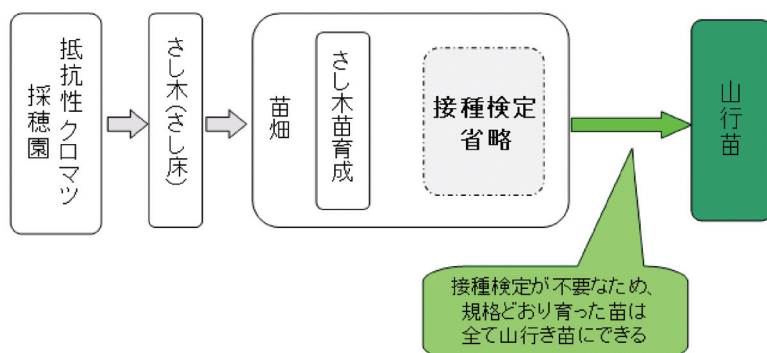 抵抗性クロマツ
採穂園
さし木(さし床)
苗畑
さし木苗育成
接種検定
省略
山行苗
接種検定が不要なため、
規格どおり育った苗は
全て山行き苗にできる